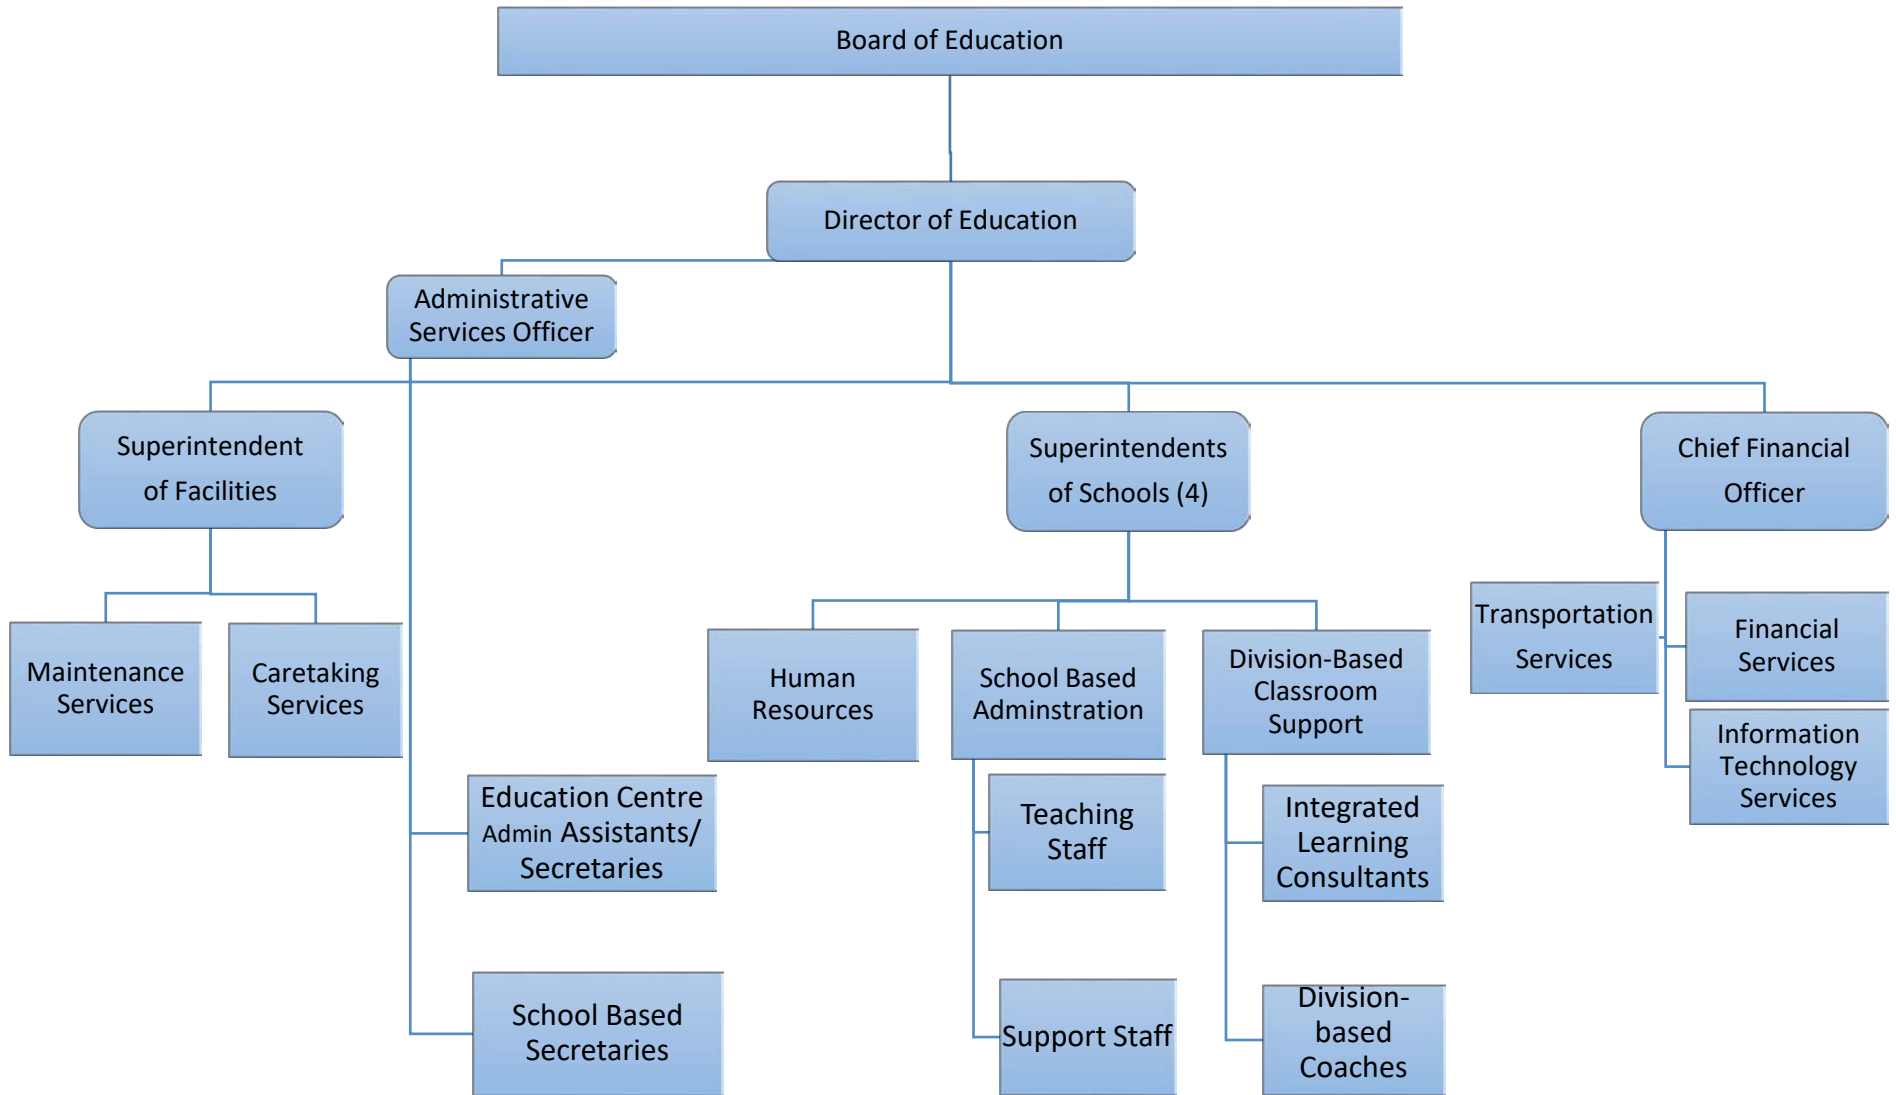 Board of Education
Director of Education
Administrative
Services Officer
Superintendent
of Facilities
Superintendents
of Schools (4)
Chief Financial
Officer
Maintenance
Services
Caretaking
Services
Human
Resources
School Based
Adminstration
Division-Based
Classroom
Support
Transportation
Services
Financial
Services
Information
Technology
Services
Education Centre
Admin Assistants/
Secretaries
Teaching
Staff
Integrated
Learning
Consultants
School Based
Secretaries
Support Staff
Division-
based
Coaches